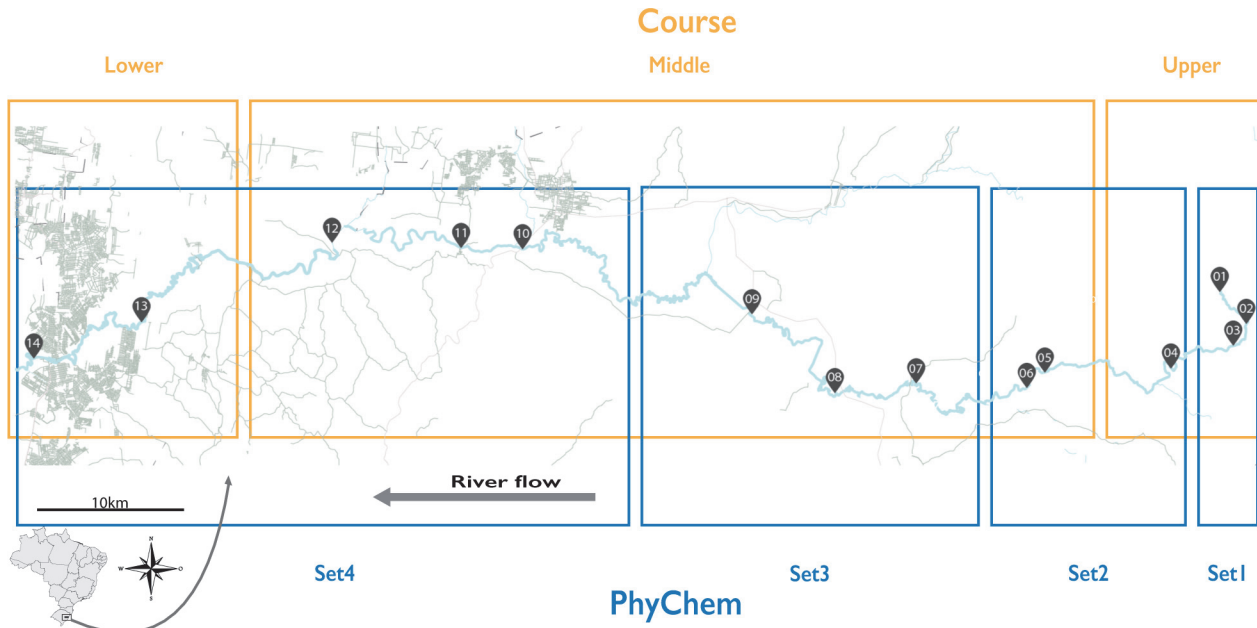 Course
Lower Middle Upper
01
12 11 10
02
09
03
13
04
14
05
07
06
08
River flow
10km
N
W O
S
Set4 Set3 Set2 Set1
PhyChem